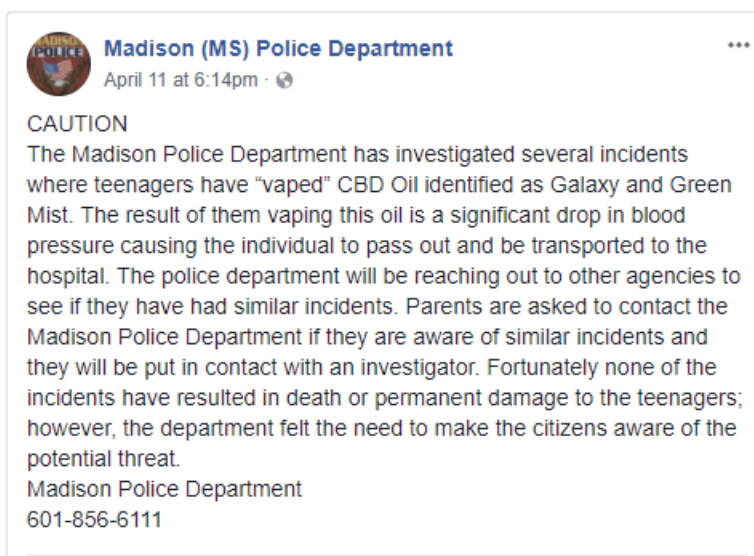 MADISON
POLICE
Madison (MS) Police Department
April 11 at 6:14pm ·
CAUTION
The Madison Police Department has investigated several incidents
where teenagers have “vaped” CBD Oil identified as Galaxy and Green
Mist. The result of them vaping this oil is a significant drop in blood
pressure causing the individual to pass out and be transported to the
hospital. The police department will be reaching out to other agencies to
see if they have had similar incidents. Parents are asked to contact the
Madison Police Department if they are aware of similar incidents and
they will be put in contact with an investigator. Fortunately none of the
incidents have resulted in death or permanent damage to the teenagers;
however, the department felt the need to make the citizens aware of the
potential threat.
Madison Police Department
601-856-6111